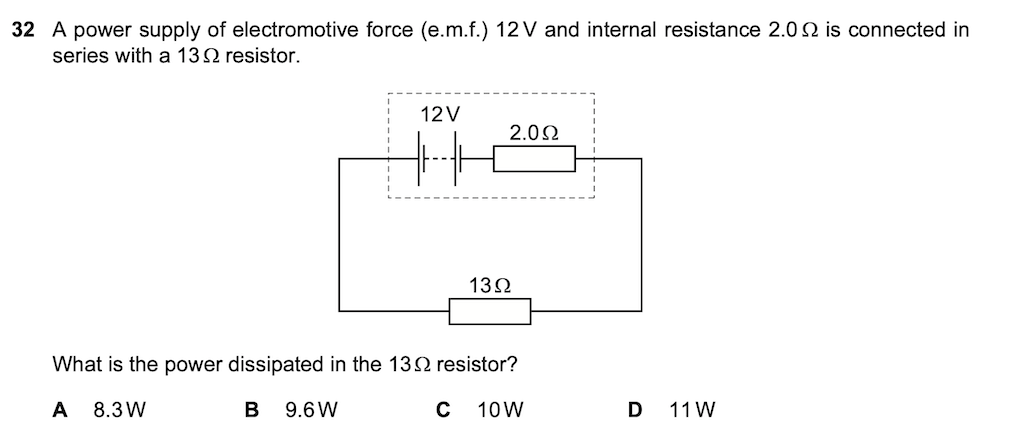 32 A power supply of electromotive force (e.m.f.) 12 V and internal resistance 2.0 Ω is connected in
series with a 13 Ω resistor.
12 V
2.0 Ω
13 Ω
What is the power dissipated in the 13 Ω resistor?
A 8.3 W B 9.6 W C 10 W D 11 W